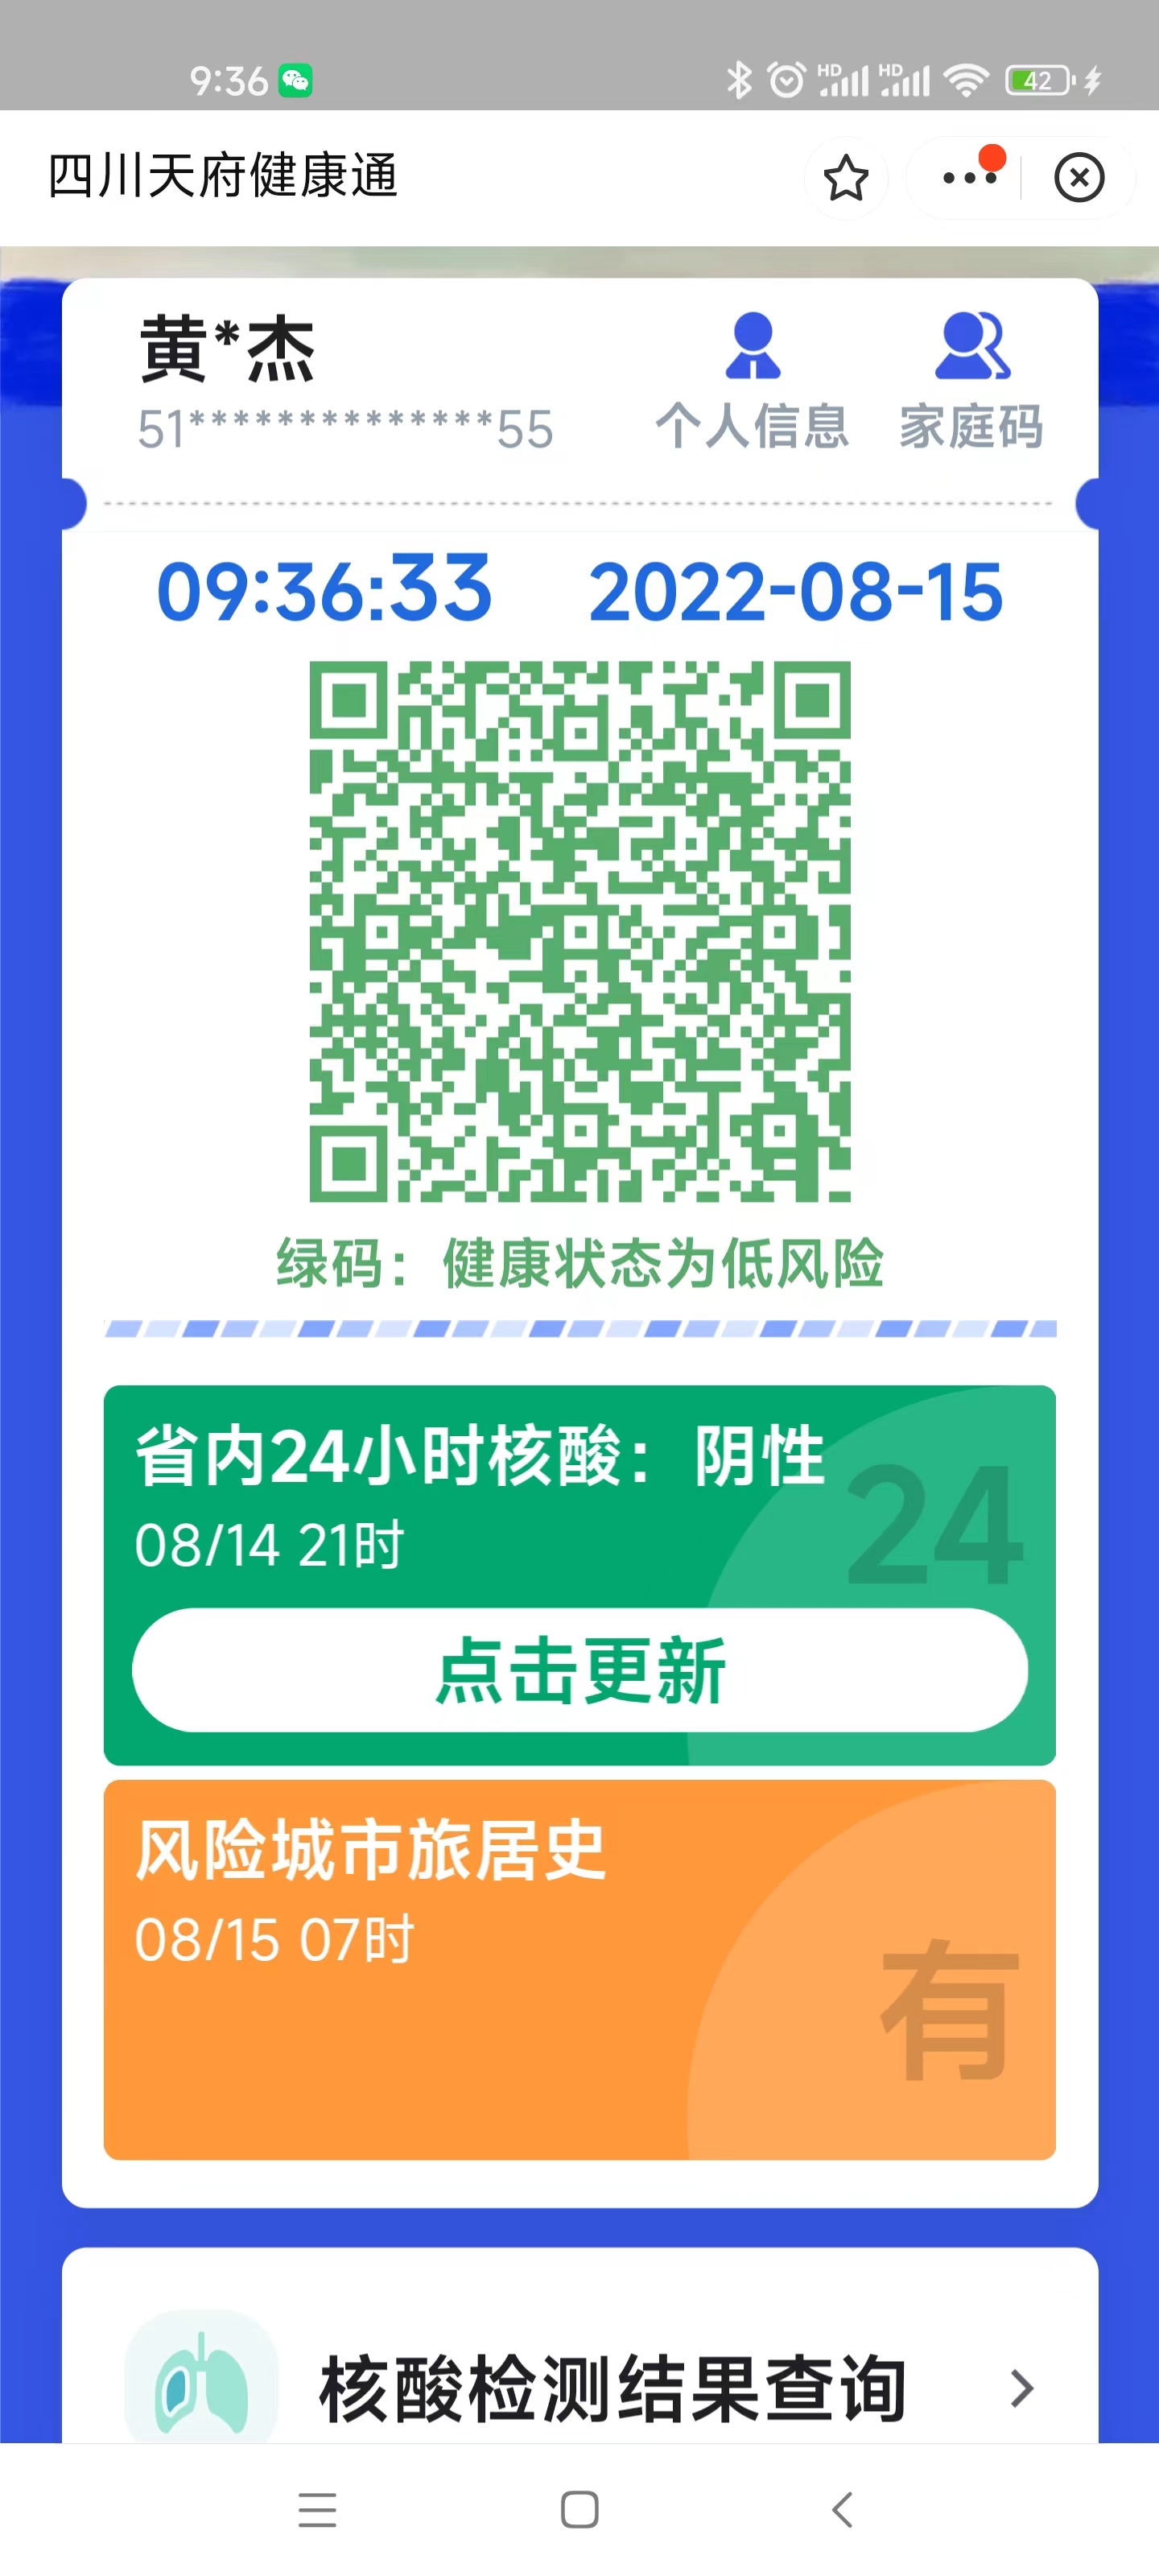 9:36
HD HD 42
四川天府健康通
黄*杰
51**************55
个人信息 家庭码
09:36:33 2022-08-15
绿码：健康状态为低风险
省内24小时核酸：阴性
08/14 21时
24
点击更新
风险城市旅居史
08/15 07时
有
核酸检测结果查询